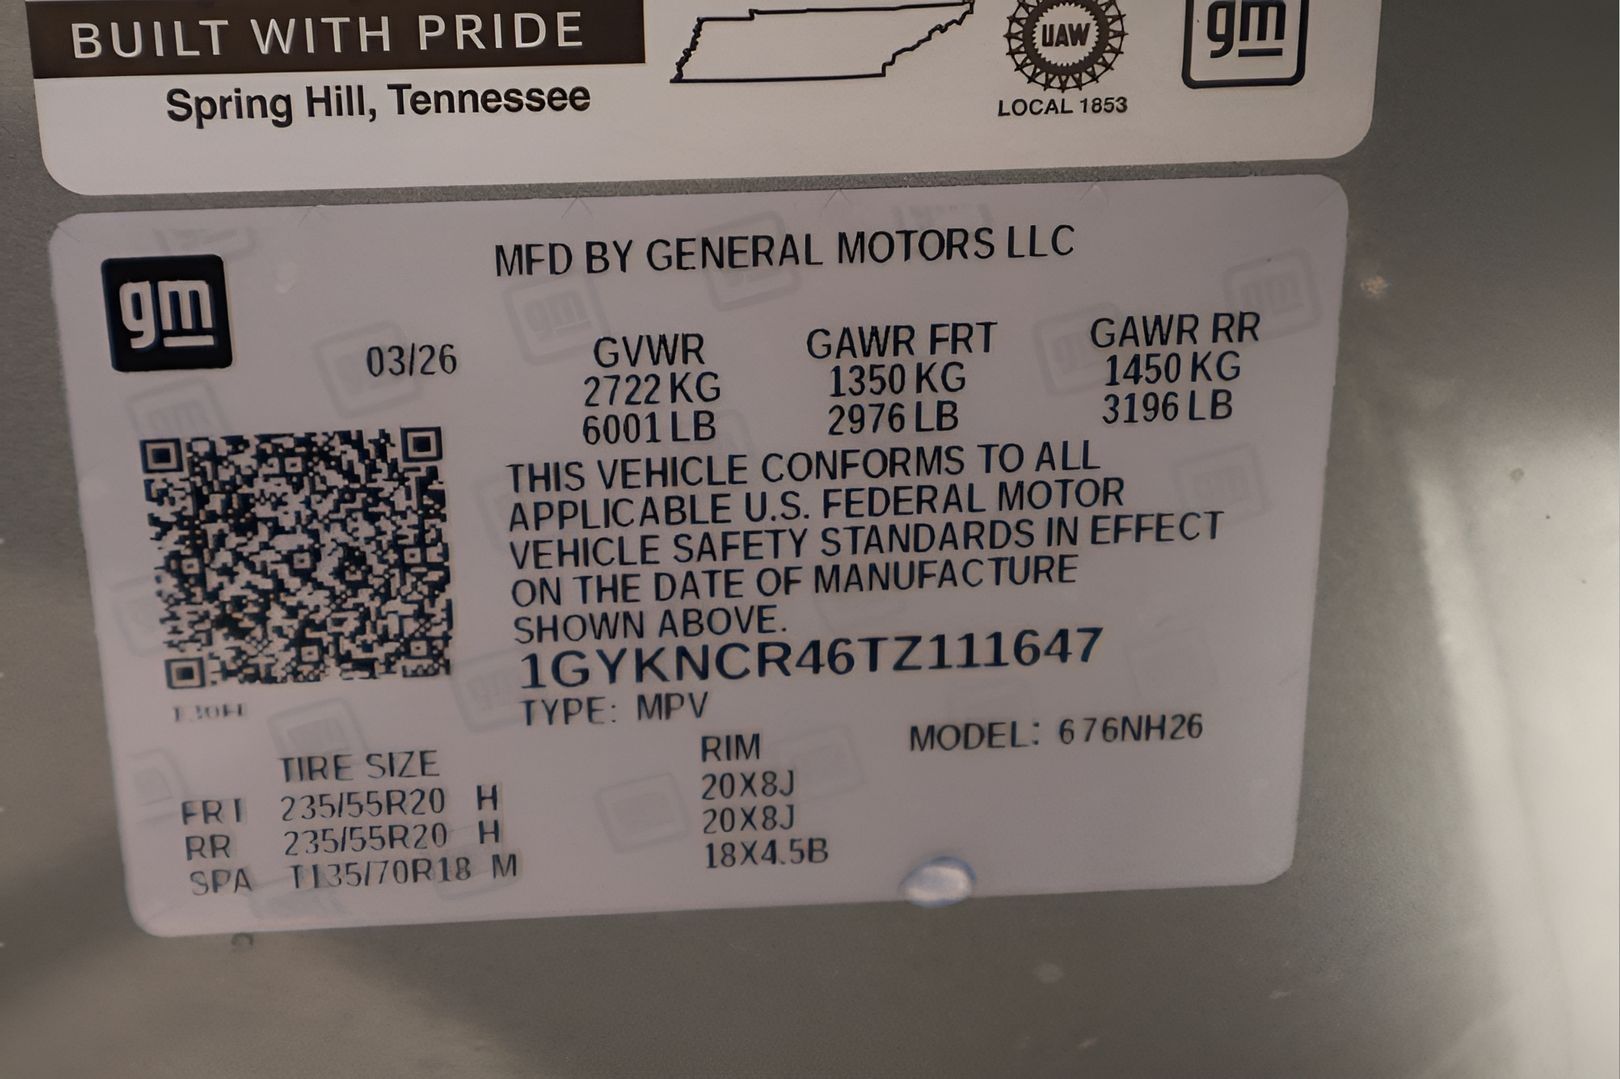 BUILT WITH PRIDE
Spring Hill, Tennessee
UAW
LOCAL 1853
gm
MFD BY GENERAL MOTORS LLC
gm
03/26
GVWR GAWR FRT GAWR RR
2722 KG 1350 KG 1450 KG
6001 LB 2976 LB 3196 LB
THIS VEHICLE CONFORMS TO ALL
APPLICABLE U.S. FEDERAL MOTOR
VEHICLE SAFETY STANDARDS IN EFFECT
ON THE DATE OF MANUFACTURE
SHOWN ABOVE.
1GYKNCR46TZ111647
TYPE: MPV
MODEL: 676NH26
TIRE SIZE RIM
FRT 235/55R20 H 20X8J
RR 235/55R20 H 20X8J
SPA T135/70R18 M 18X4.5B